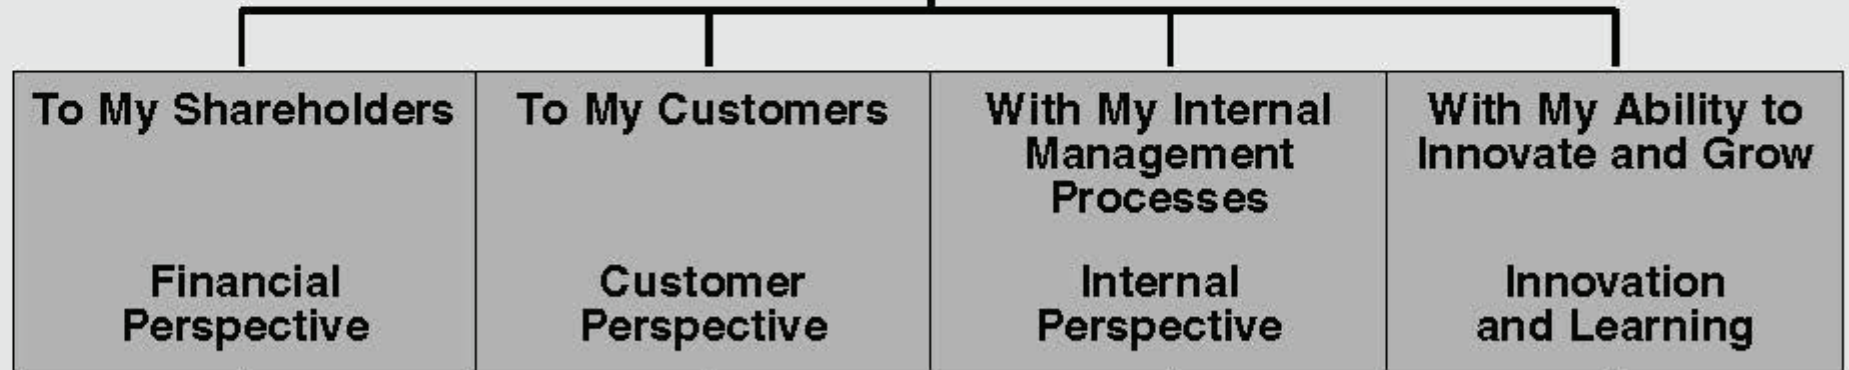 To My Shareholders
Financial
Perspective
To My Customers
Customer
Perspective
With My Internal
Management
Processes
Internal
Perspective
With My Ability to
Innovate and Grow
Innovation
and Learning